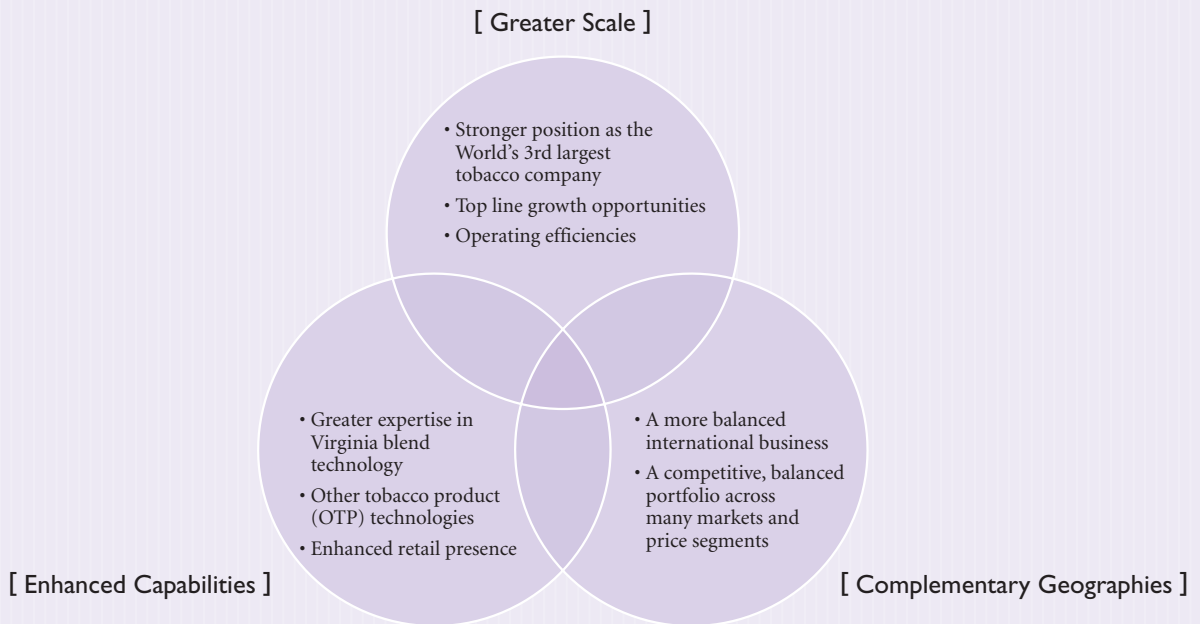 [ Greater Scale ]
• Stronger position as the
World's 3rd largest
tobacco company
• Top line growth opportunities
• Operating efficiencies
• Greater expertise in
Virginia blend
technology
• Other tobacco product
(OTP) technologies
• Enhanced retail presence
[ Enhanced Capabilities ]
• A more balanced
international business
• A competitive, balanced
portfolio across
many markets and
price segments
[ Complementary Geographies ]